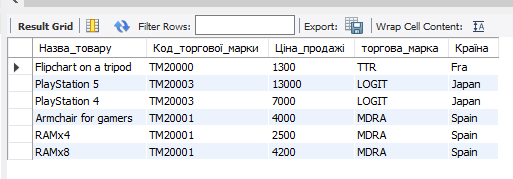 Result Grid Filter Rows: Export: Wrap Cell Content:
Назва_товару Код_торгової_марки Ціна_продажі торгова_марка Країна
Flipchart on a tripod TM20000 1300 TTR Fra
PlayStation 5 TM20003 13000 LOGIT Japan
PlayStation 4 TM20003 7000 LOGIT Japan
Armchair for gamers TM20001 4000 MDRA Spain
RAMx4 TM20001 2500 MDRA Spain
RAMx8 TM20001 4200 MDRA Spain